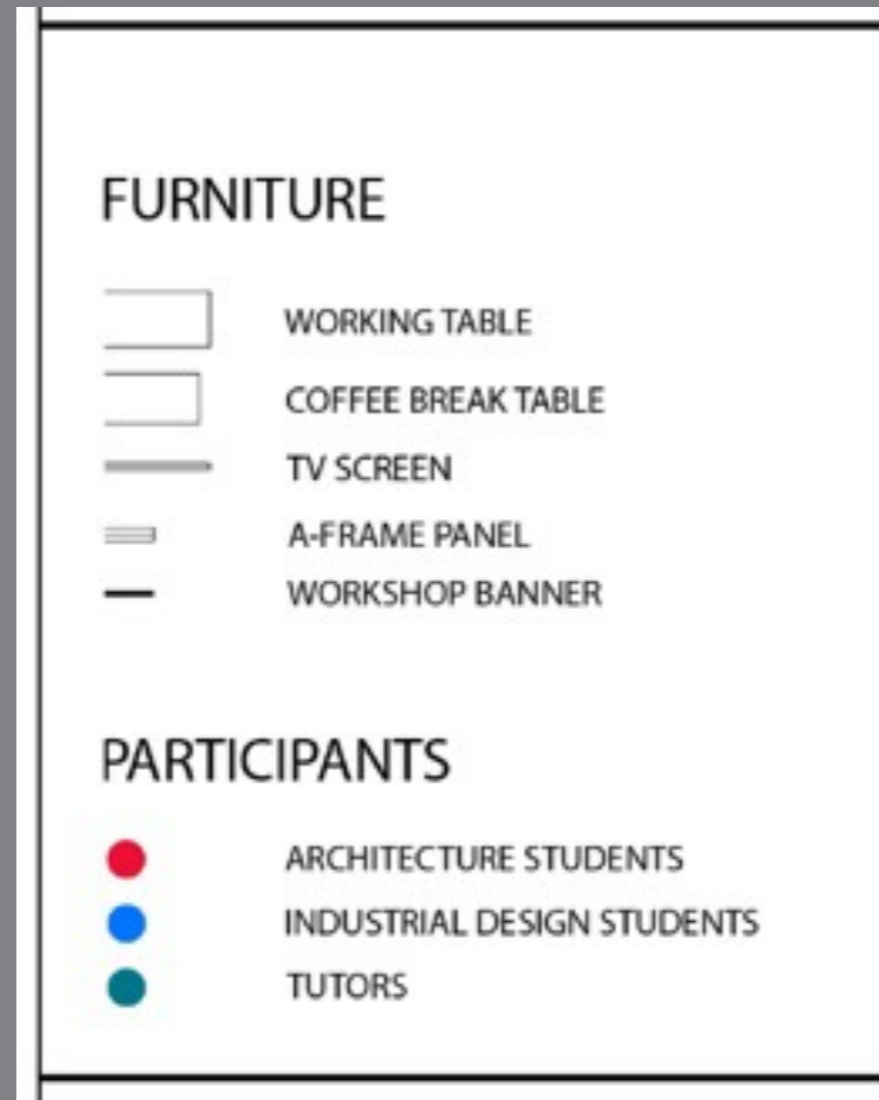 FURNITURE
WORKING TABLE
COFFEE BREAK TABLE
TV SCREEN
A-FRAME PANEL
WORKSHOP BANNER
PARTICIPANTS
ARCHITECTURE STUDENTS
INDUSTRIAL DESIGN STUDENTS
TUTORS